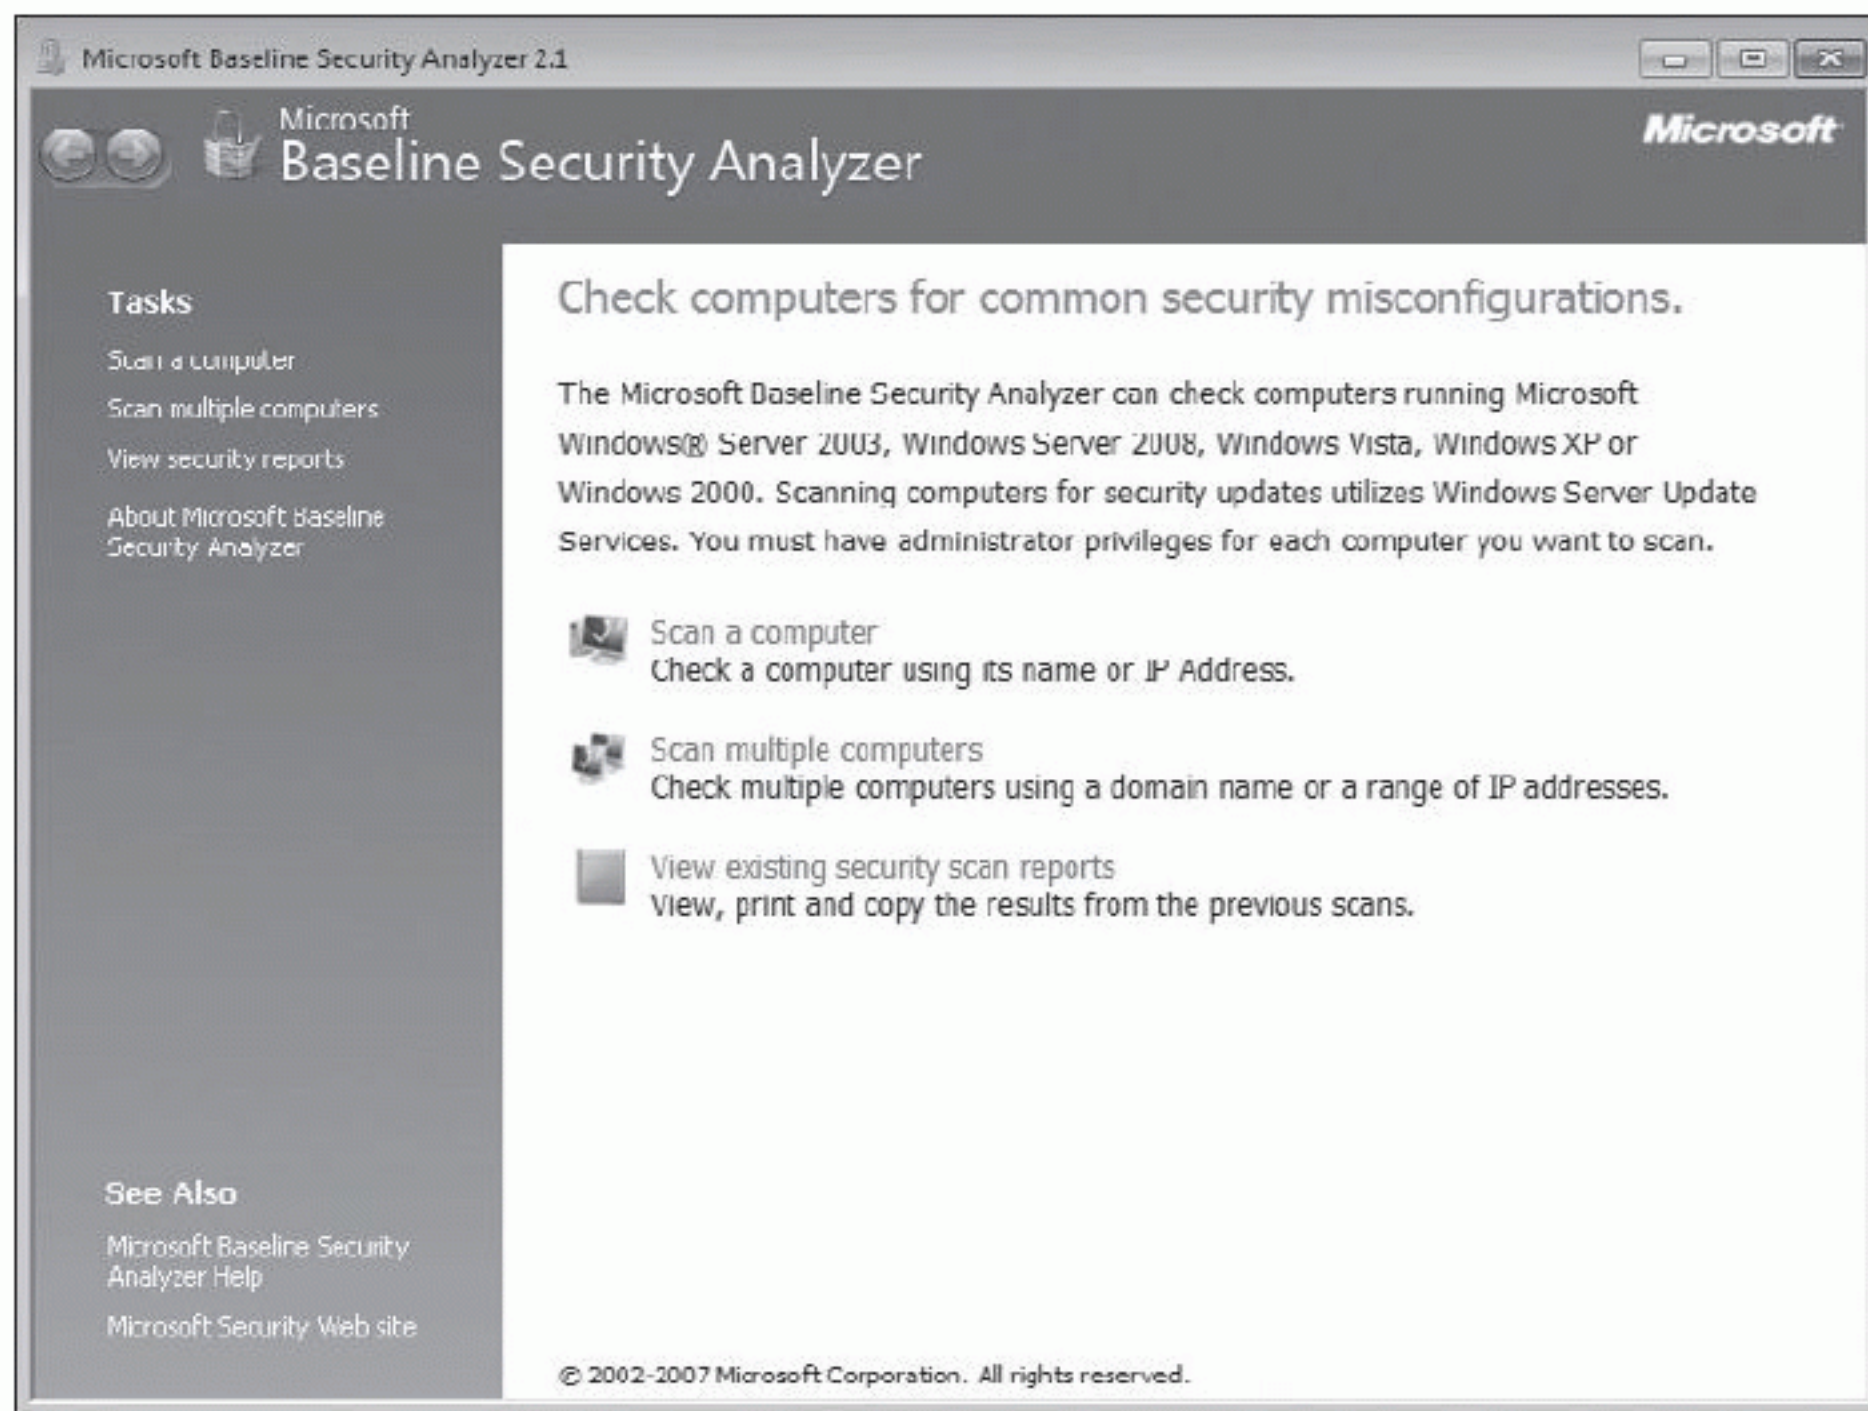 Microsoft Baseline Security Analyzer 2.1
Microsoft
Baseline Security Analyzer
Microsoft
Tasks
Scan a computer
Scan multiple computers
View security reports
About Microsoft Baseline
Security Analyzer
See Also
Microsoft Baseline Security
Analyzer Help
Microsoft Security Web site
Check computers for common security misconfigurations.
The Microsoft Baseline Security Analyzer can check computers running Microsoft
Windows® Server 2003, Windows Server 2008, Windows Vista, Windows XP or
Windows 2000. Scanning computers for security updates utilizes Windows Server Update
Services. You must have administrator privileges for each computer you want to scan.
Scan a computer
Check a computer using its name or IP Address.
Scan multiple computers
Check multiple computers using a domain name or a range of IP addresses.
View existing security scan reports
View, print and copy the results from the previous scans.
© 2002-2007 Microsoft Corporation. All rights reserved.